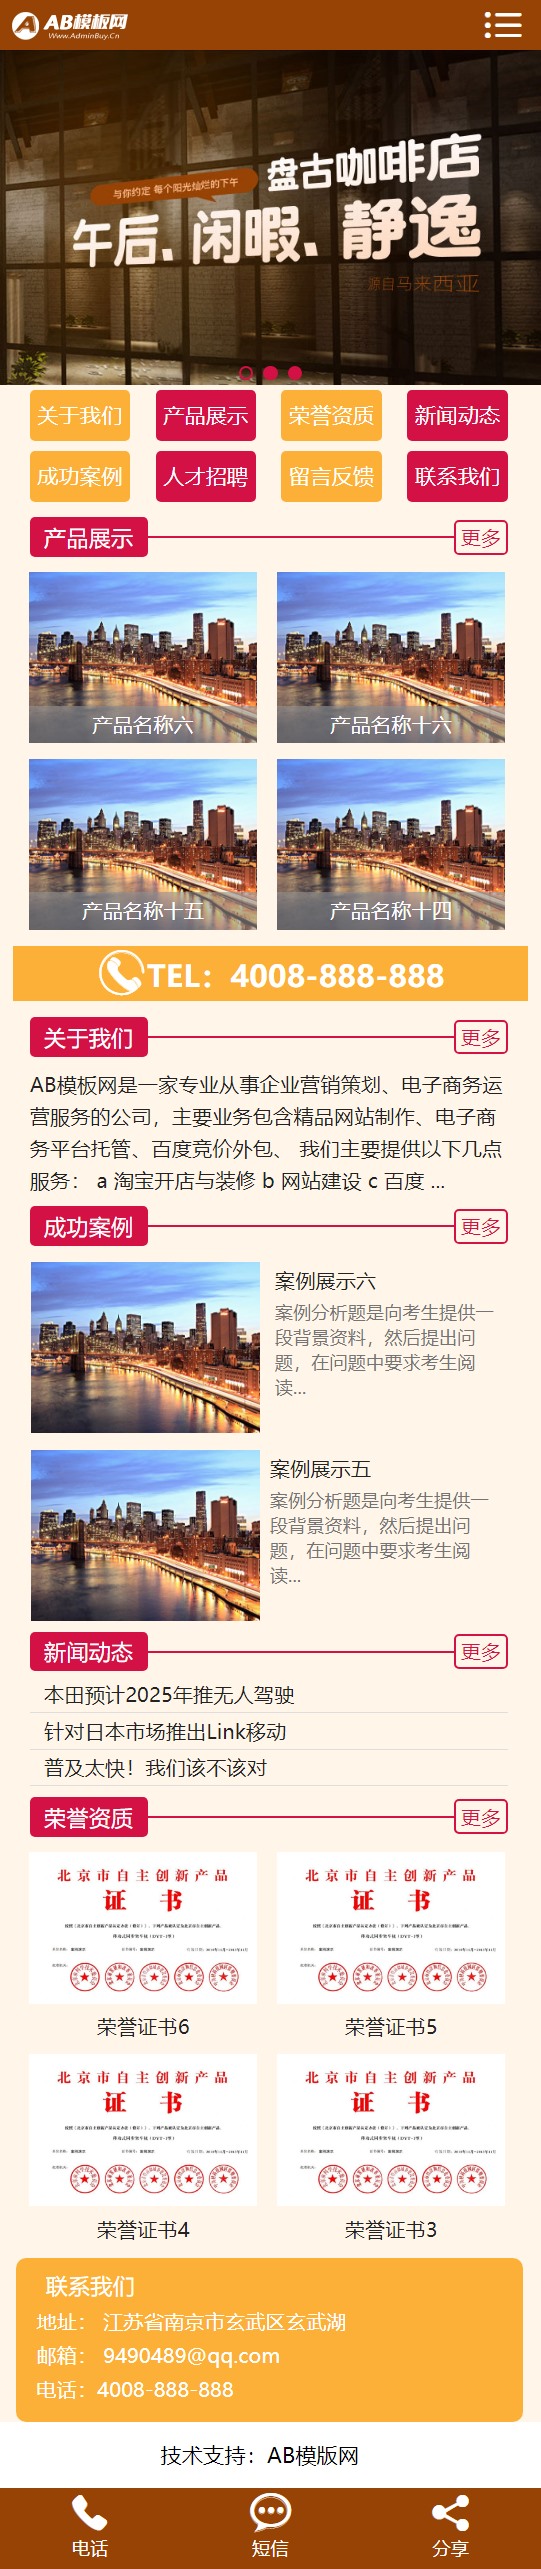 AB模板网
Www.AdminBuy.Cn
与你约定 每个阳光灿烂的下午
盘古咖啡店
午后、闲暇、静逸
源自马来西亚
关于我们 产品展示 荣誉资质 新闻动态
成功案例 人才招聘 留言反馈 联系我们
产品展示 更多
产品名称六 产品名称十六
产品名称十五 产品名称十四
TEL：4008-888-888
关于我们 更多
AB模板网是一家专业从事企业营销策划、电子商务运
营服务的公司，主要业务包含精品网站制作、电子商
务平台托管、百度竞价外包、 我们主要提供以下几点
服务： a 淘宝开店与装修 b 网站建设 c 百度 ...
成功案例 更多
案例展示六
案例分析题是向考生提供一
段背景资料，然后提出问
题，在问题中要求考生阅
读...
案例展示五
案例分析题是向考生提供一
段背景资料，然后提出问
题，在问题中要求考生阅
读...
新闻动态 更多
本田预计2025年推无人驾驶
针对日本市场推出Link移动
普及太快！我们该不该对
荣誉资质 更多
北京市自主创新产品 北京市自主创新产品
证书 证书
荣誉证书6 荣誉证书5
北京市自主创新产品 北京市自主创新产品
证书 证书
荣誉证书4 荣誉证书3
联系我们
地址： 江苏省南京市玄武区玄武湖
邮箱： 9490489@qq.com
电话：4008-888-888
技术支持：AB模版网
电话 短信 分享